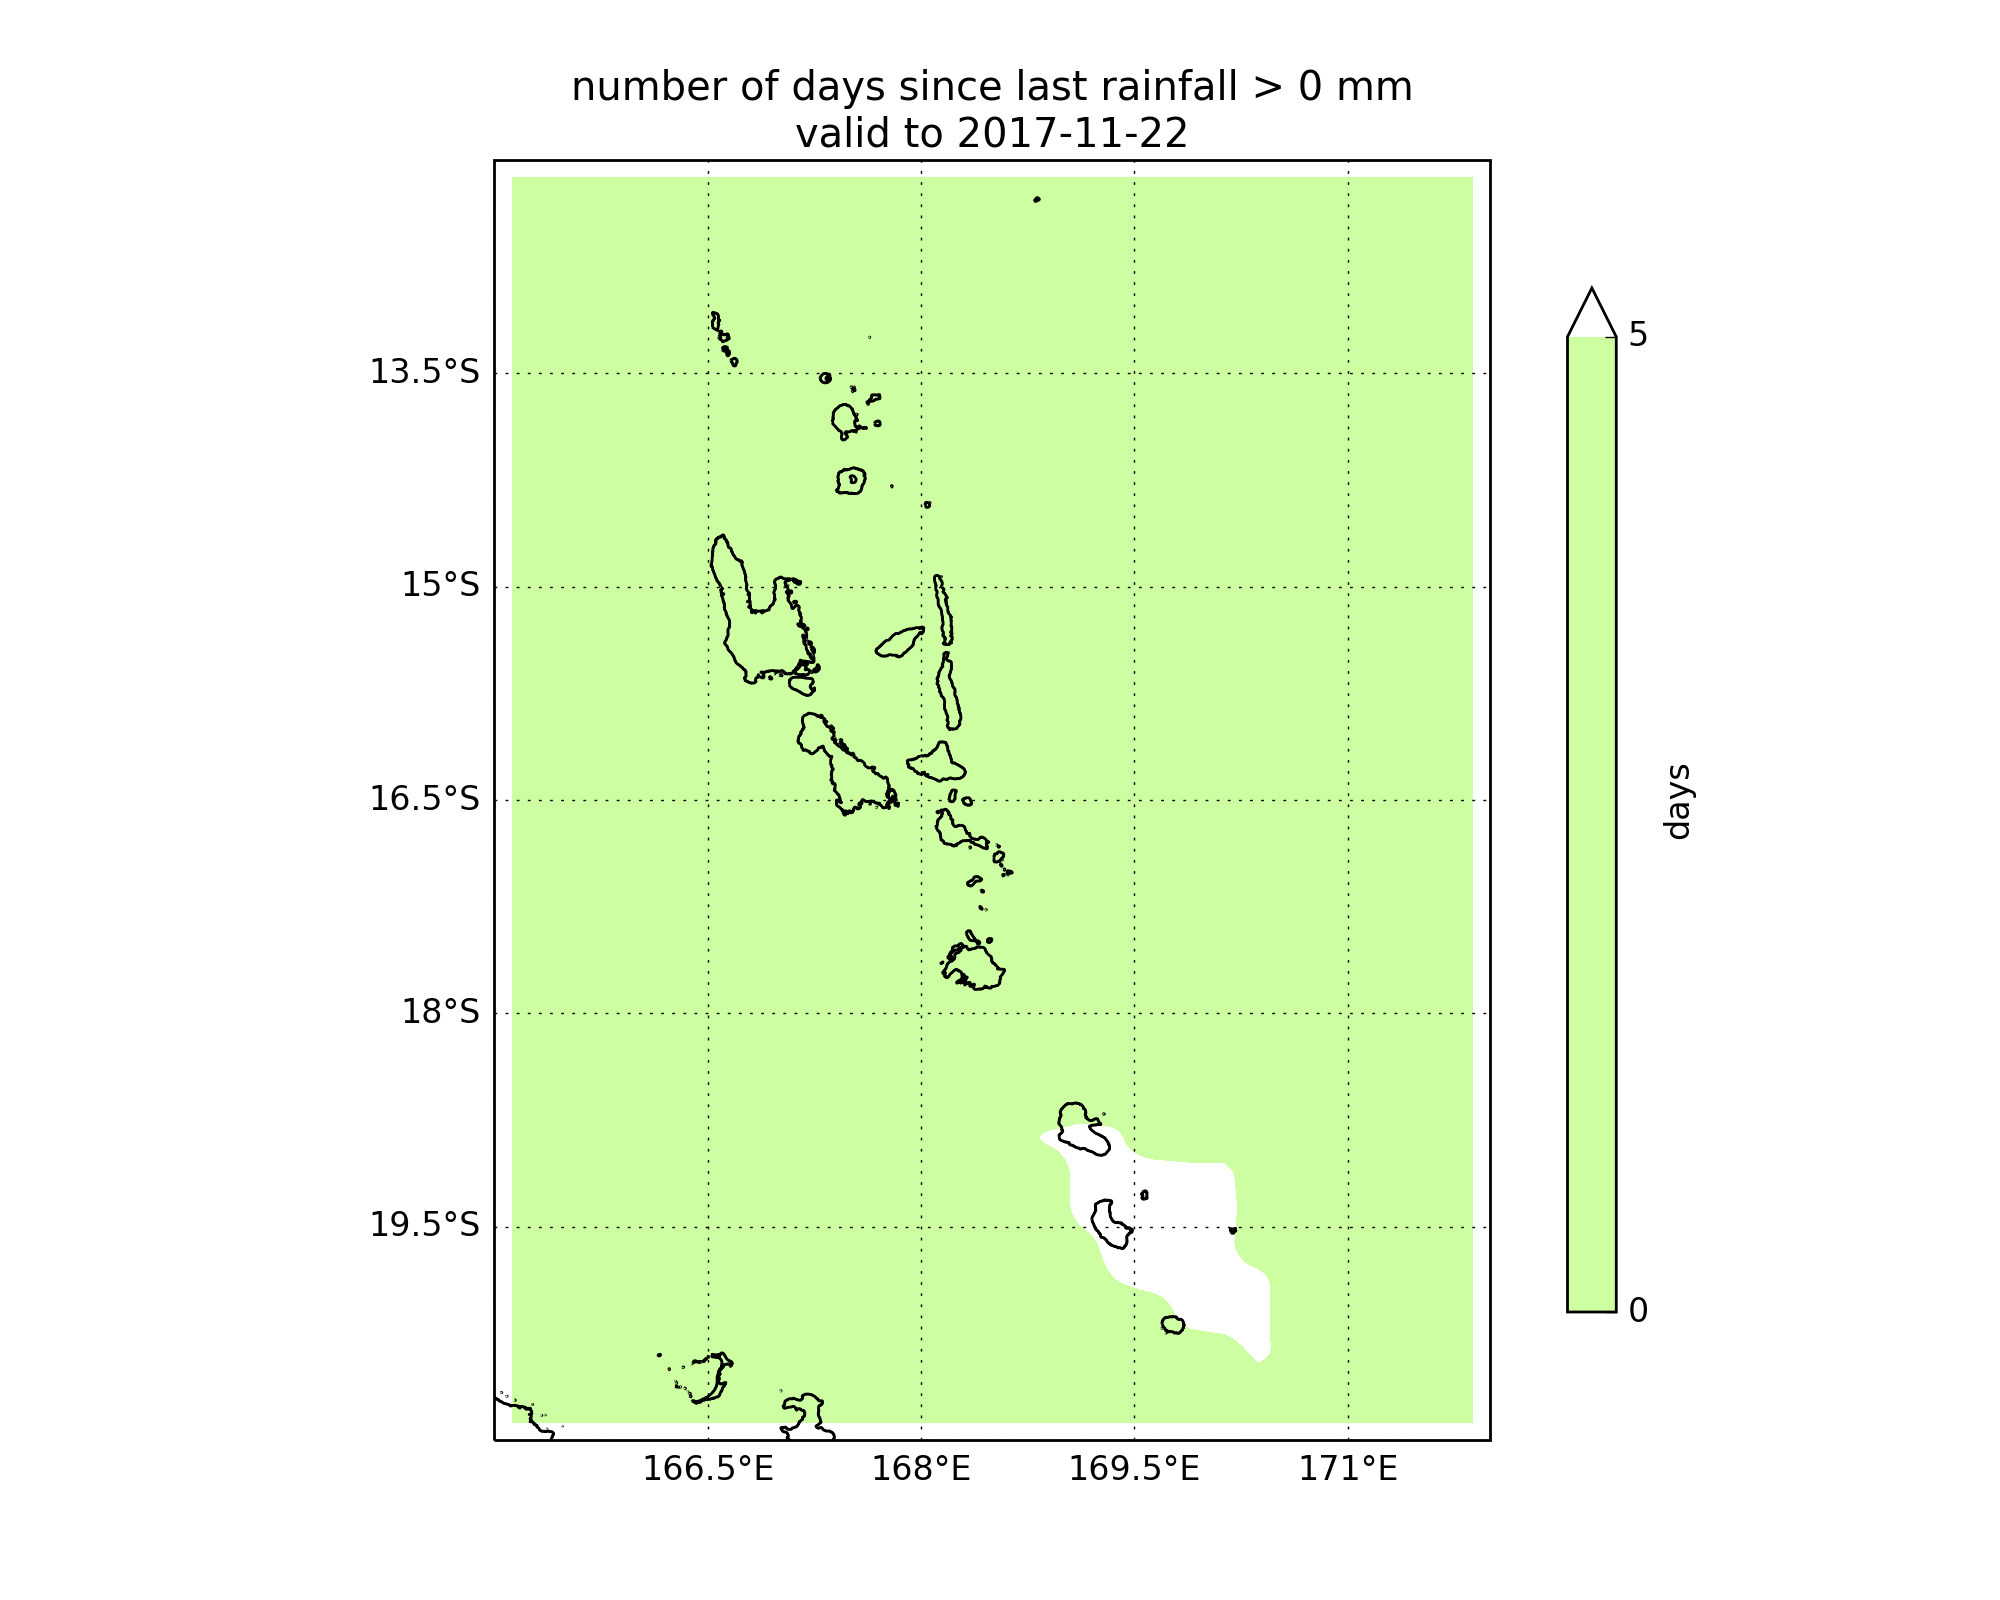 number of days since last rainfall > 0 mm
valid to 2017-11-22
13.5°S
15°S
16.5°S
18°S
19.5°S
166.5°E
168°E
169.5°E
171°E
5
0
days